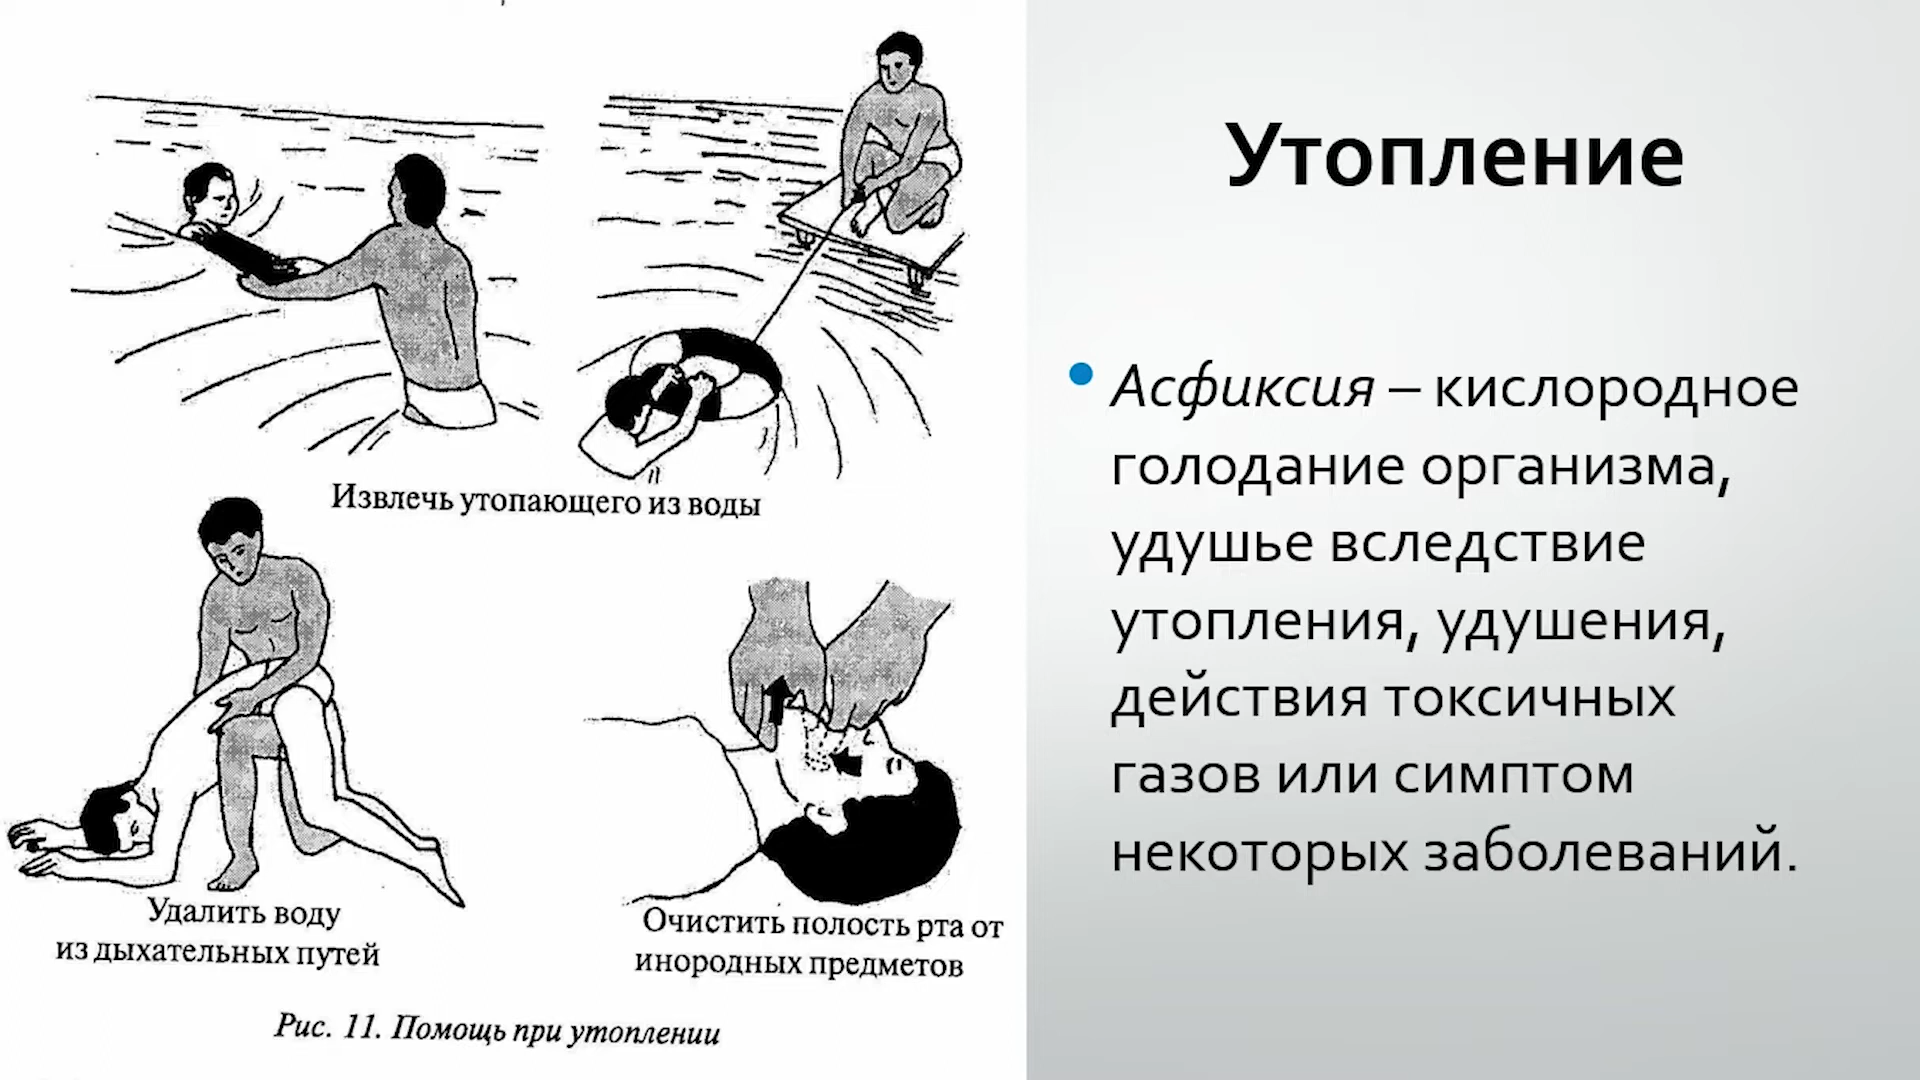 Извлечь утопающего из воды
Удалить воду
из дыхательных путей
Очистить полость рта от
инородных предметов
Рис. 11. Помощь при утоплении
Утопление
• Асфиксия – кислородное
голодание организма,
удушье вследствие
утопления, удушения,
действия токсичных
газов или симптом
некоторых заболеваний.